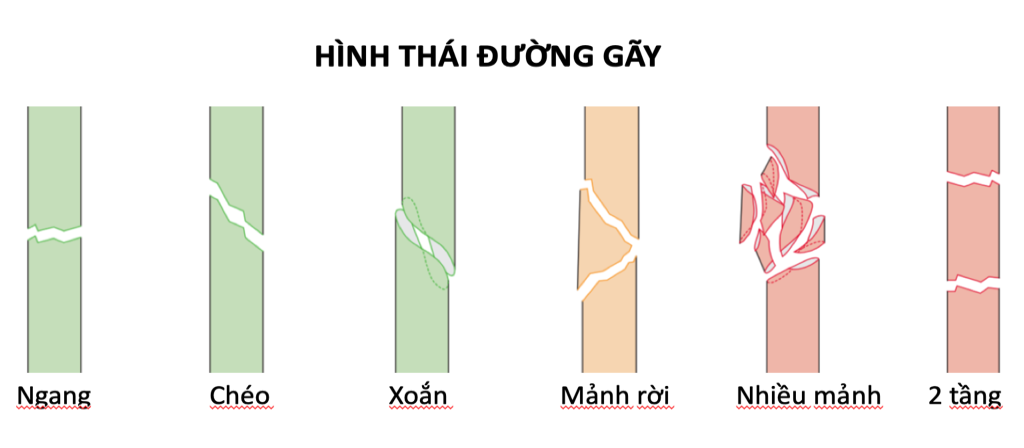 HÌNH THÁI ĐƯỜNG GÃY
Ngang
Chéo
Xoắn
Mảnh rời
Nhiều mảnh
2 tầng